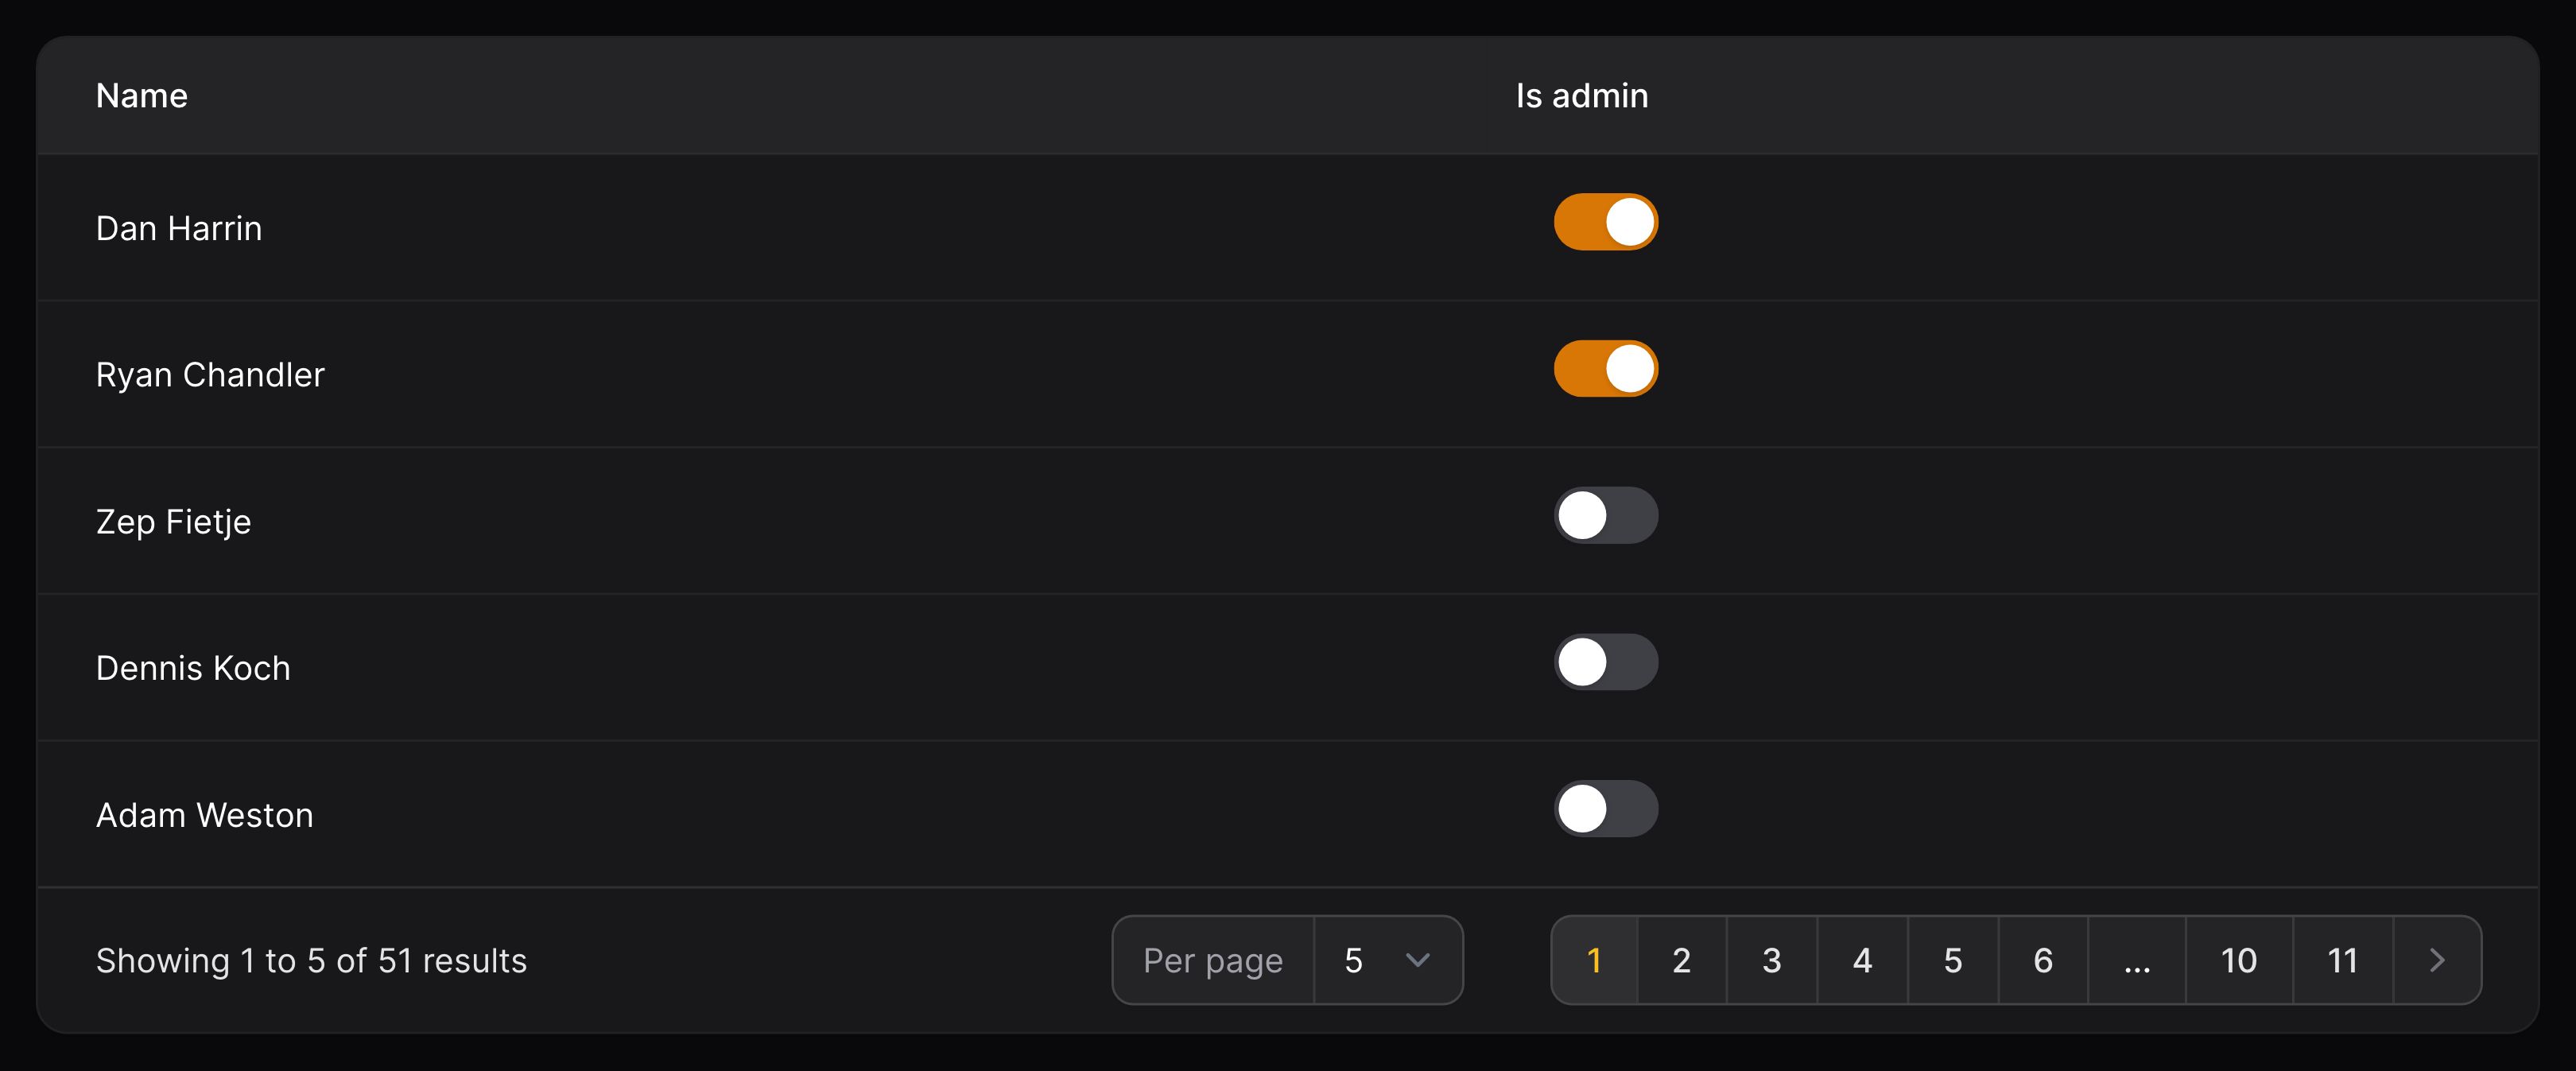 Name Is admin
Dan Harrin
Ryan Chandler
Zep Fietje
Dennis Koch
Adam Weston
Showing 1 to 5 of 51 results Per page 5 1 2 3 4 5 6 ... 10 11